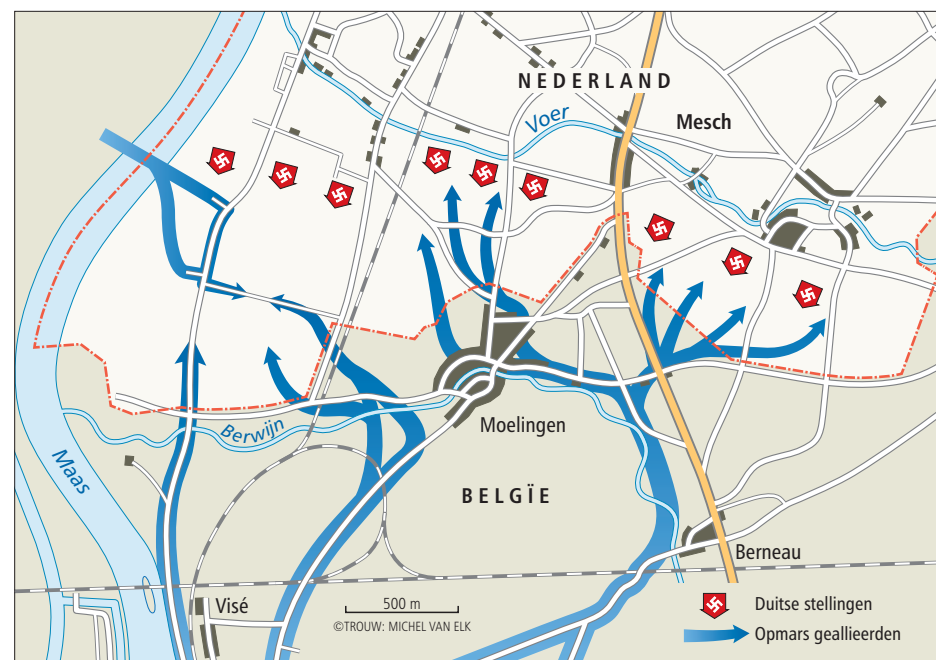 NEDERLAND
Voer
Mesch
Berwijn
Moelingen
Maas
BELGÏE
Berneau
Visé
500 m
©TROUW: MICHEL VAN ELK
Duitse stellingen
Opmars geallieerden